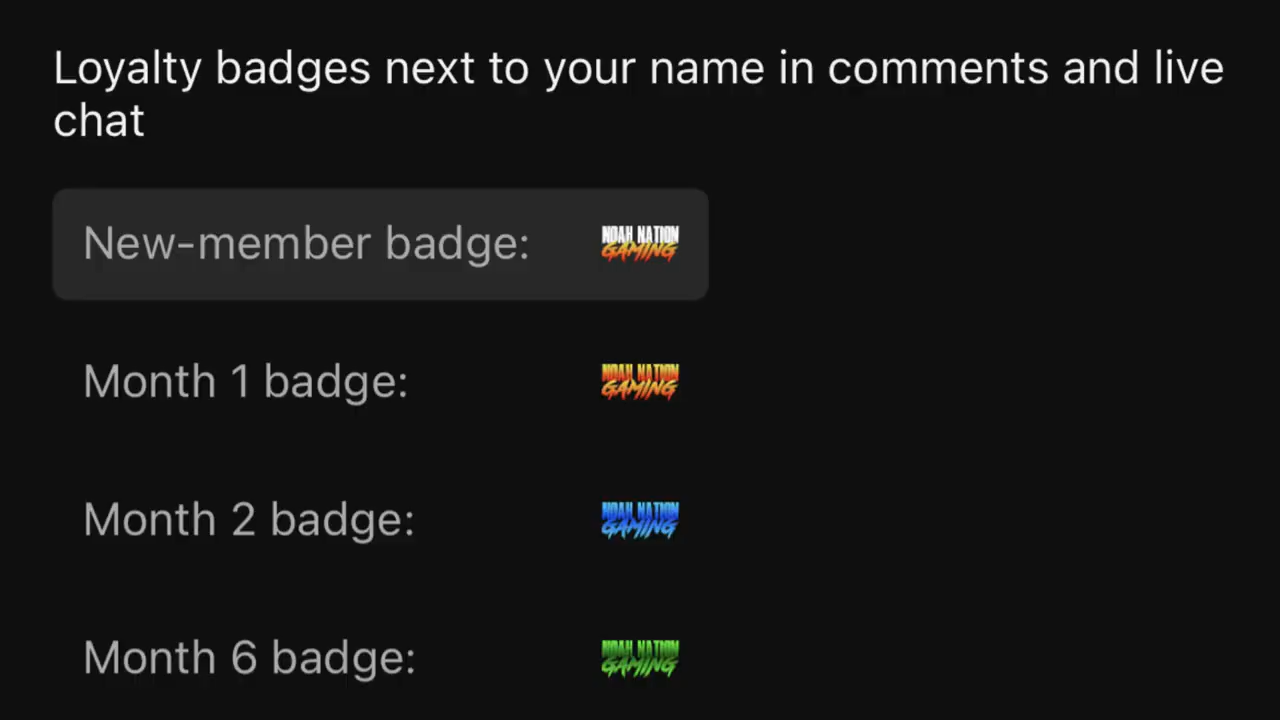 Loyalty badges next to your name in comments and live
chat
New-member badge:
NOAH NATION
GAMING
Month 1 badge:
NOAH NATION
GAMING
Month 2 badge:
NOAH NATION
GAMING
Month 6 badge:
NOAH NATION
GAMING